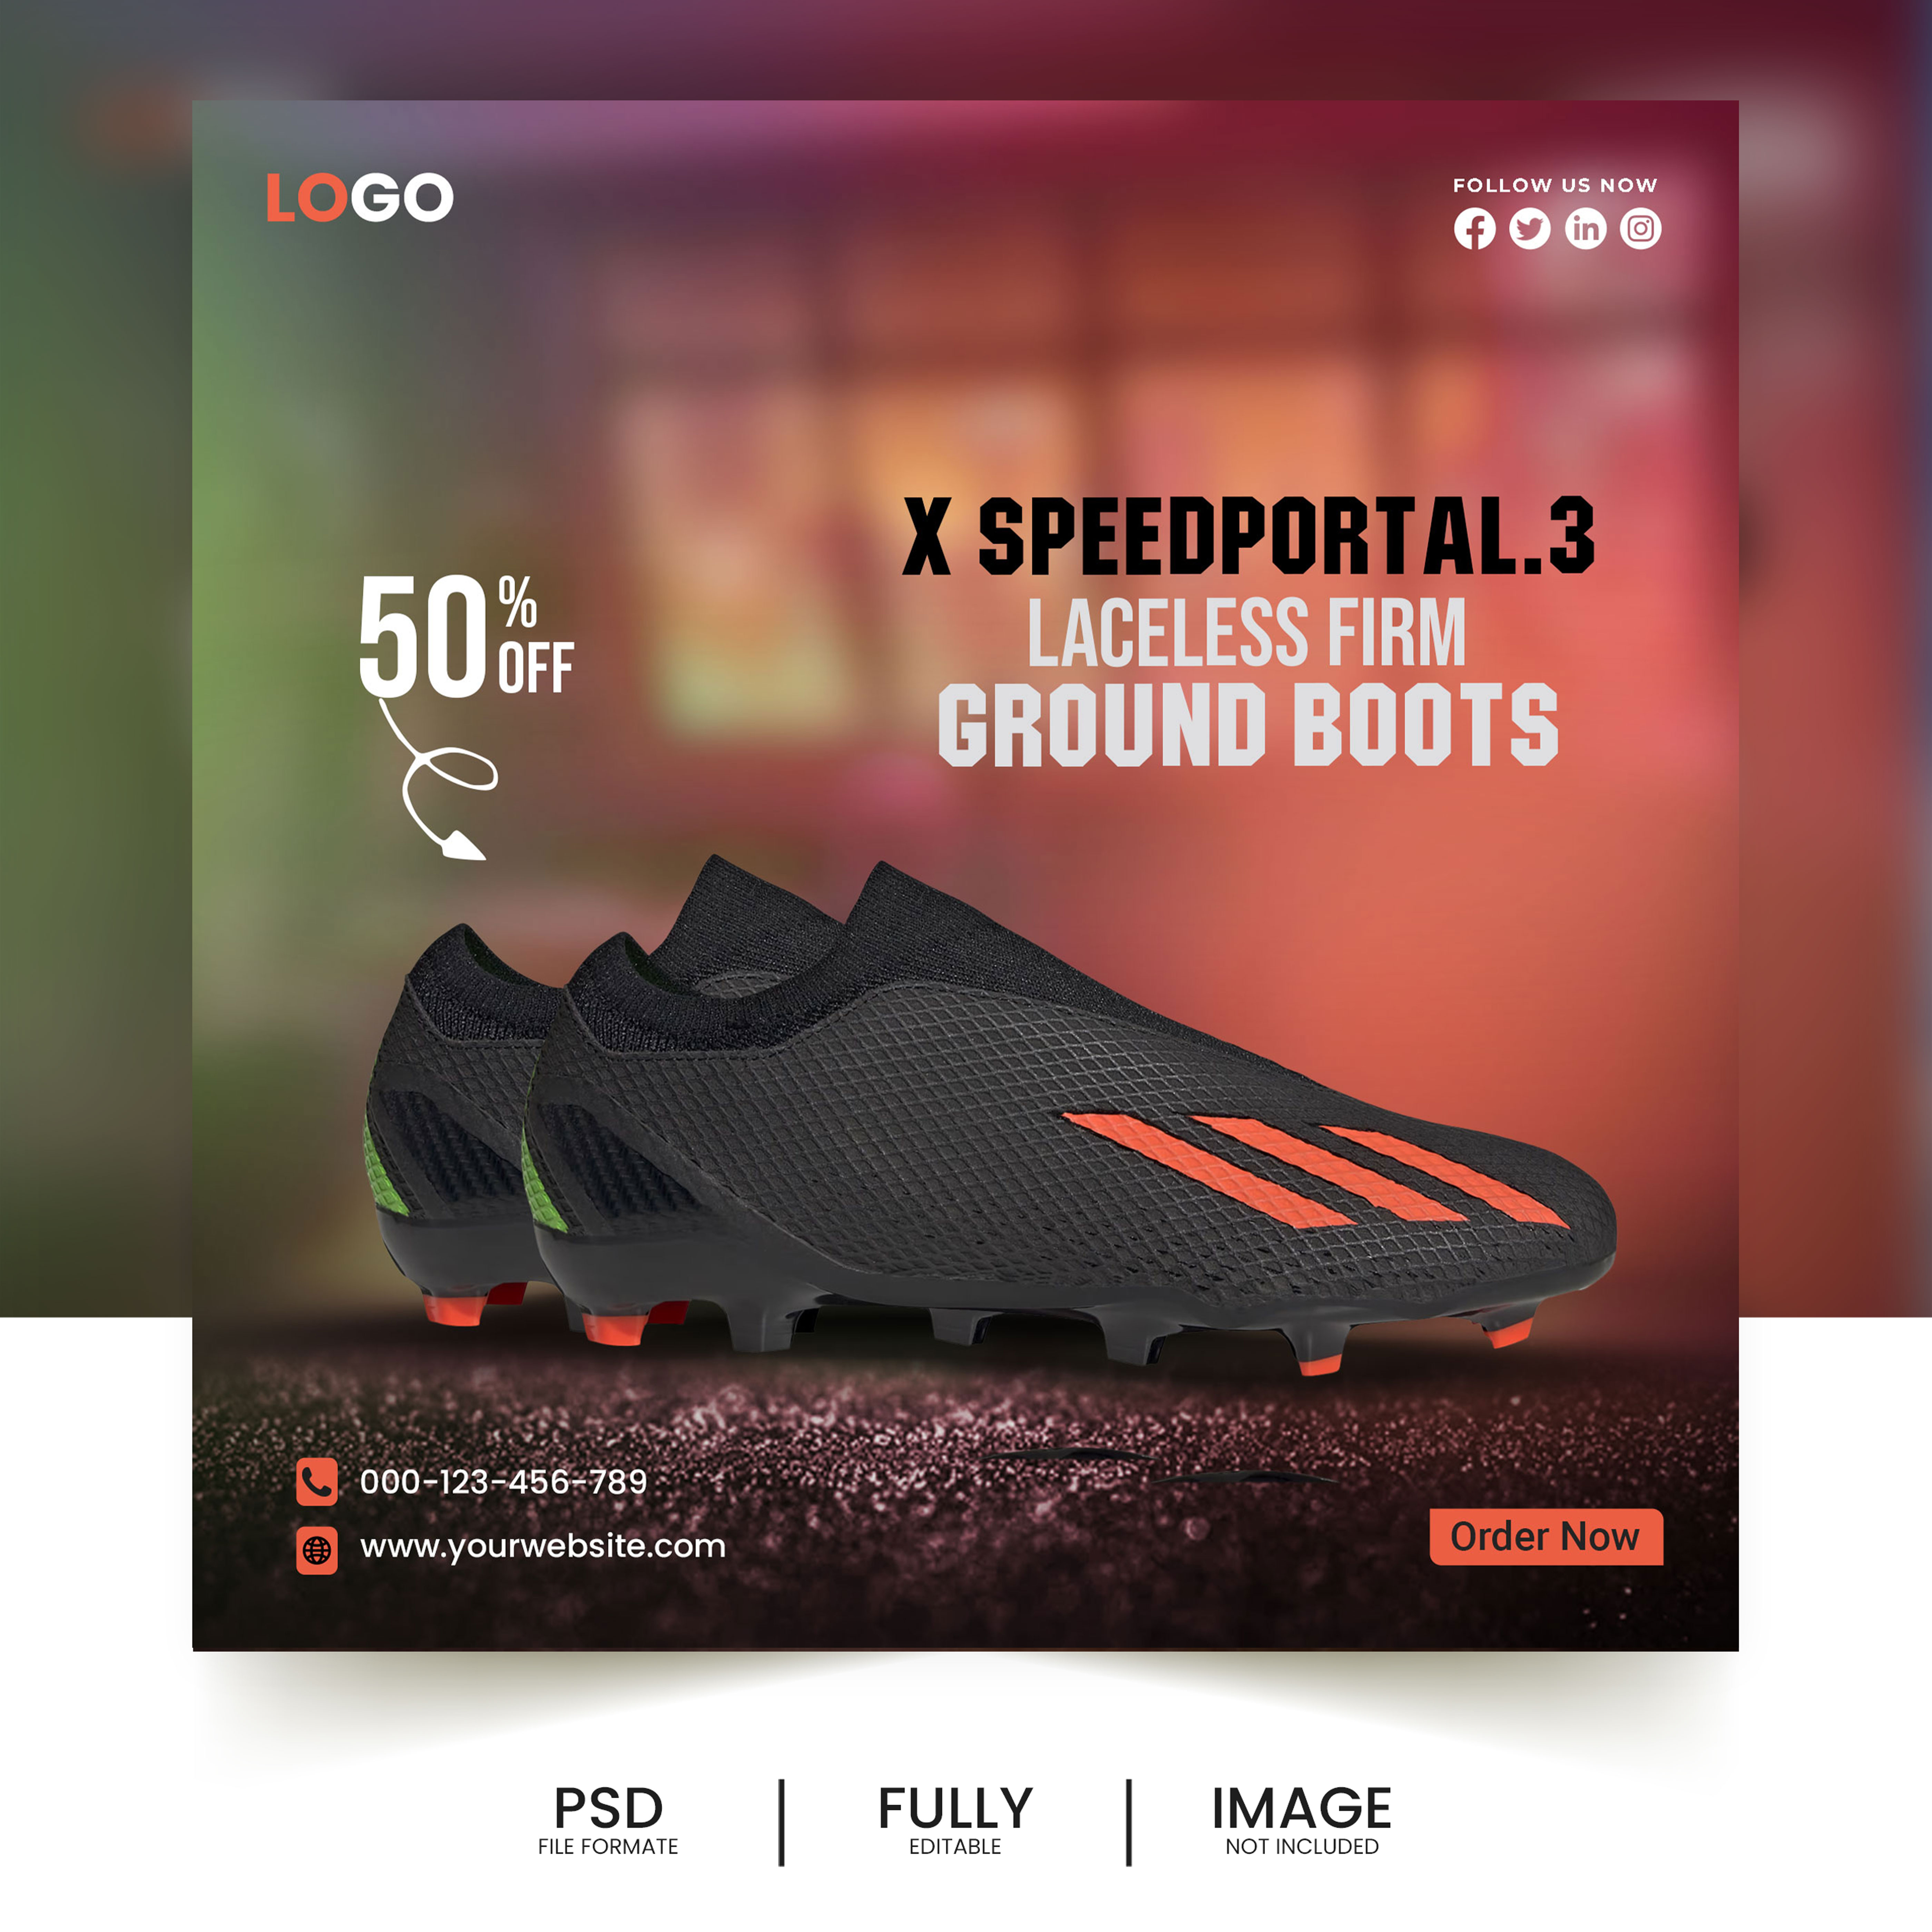 LOGO
FOLLOW US NOW
50% OFF
X SPEEDPORTAL.3
LACELESS FIRM
GROUND BOOTS
000-123-456-789
www.yourwebsite.com
Order Now
PSD
FILE FORMATE
FULLY
EDITABLE
IMAGE
NOT INCLUDED